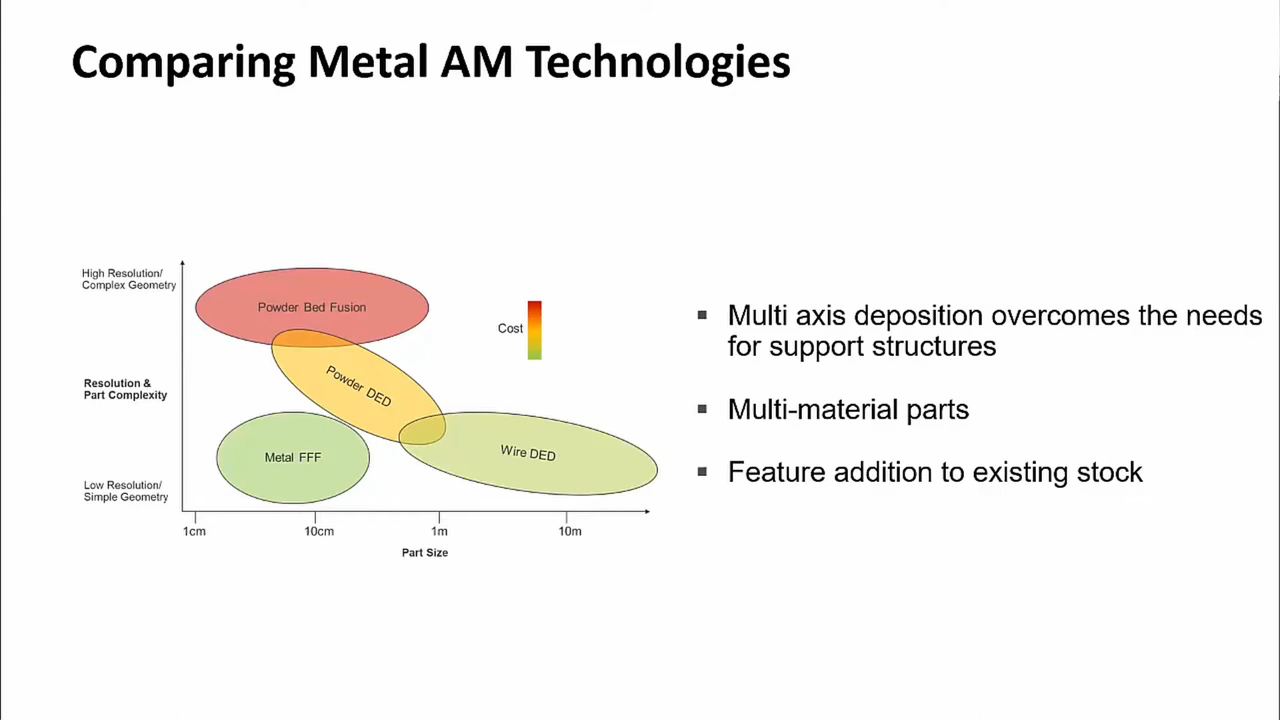 Comparing Metal AM Technologies
High Resolution/
Complex Geometry
Resolution &
Part Complexity
Low Resolution/
Simple Geometry
Powder Bed Fusion
Powder DED
Metal FFF
Wire DED
Cost
1cm
10cm
1m
10m
Part Size
▪ Multi axis deposition overcomes the needs
for support structures
▪ Multi-material parts
▪ Feature addition to existing stock